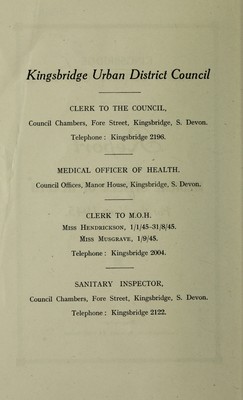 Kingsbridge Urban District Council
CLERK TO THE COUNCIL,
Council Chambers, Fore Street, Kingsbridge, S. Devon.
Telephone: Kingsbridge 2196.
MEDICAL OFFICER OF HEALTH.
Council Offices, Manor House, Kingsbridge, S. Devon.
CLERK TO M.O.H.
Miss Hendrickson, 1/1/45-31/8/45.
Miss Musgrave, 1/9/45.
Telephone: Kingsbridge 2004.
SANITARY INSPECTOR,
Council Chambers, Fore Street, Kingsbridge, S. Devon.
Telephone: Kingsbridge 2122.